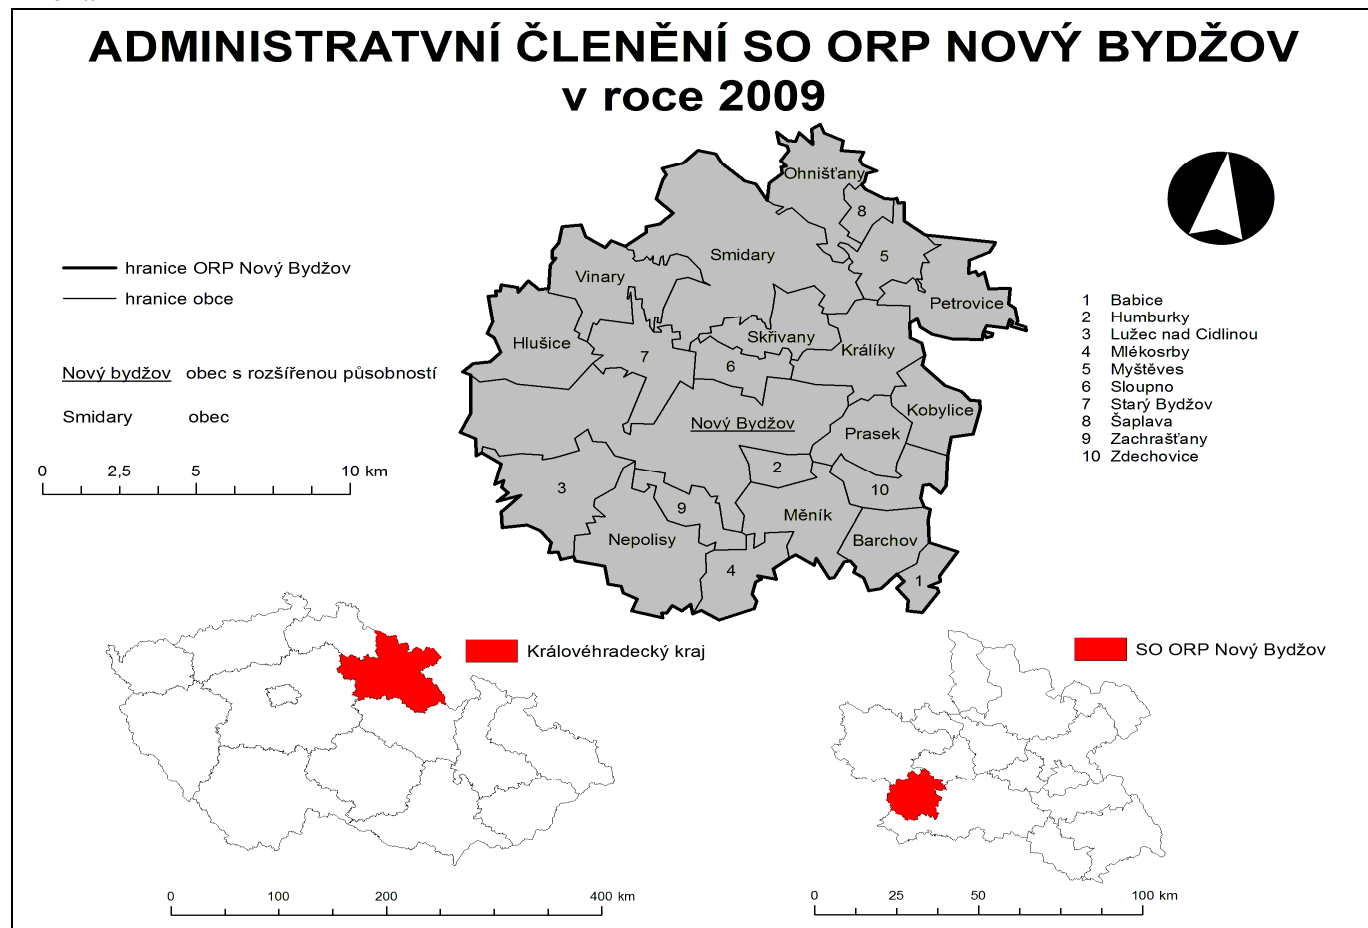 ADMINISTRATVNÍ ČLENĚNÍ SO ORP NOVÝ BYDŽOV
v roce 2009
hranice ORP Nový Bydžov
hranice obce
Nový bydžov obec s rozšířenou působností
Smidary obec
0 2,5 5 10 km
Ohnišťany
8
Smidary
5
Vinary
Petrovice
Hlušice
Skřivany
Králíky
7
6
Kobylice
Nový Bydžov
Prasek
2
3
10
9
Měník
Nepolisy
Barchov
4
1
1 Babice
2 Humburky
3 Lužec nad Cidlinou
4 Mlékosrby
5 Myštěves
6 Sloupno
7 Starý Bydžov
8 Šaplava
9 Zachrašťany
10 Zdechovice
Královéhradecký kraj
0 100 200 400 km
SO ORP Nový Bydžov
0 25 50 100 km